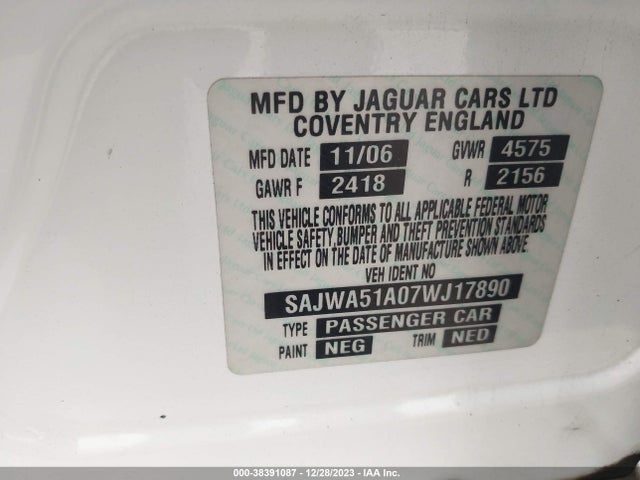 MFD BY JAGUAR CARS LTD
COVENTRY ENGLAND
MFD DATE 11/06 GVWR 4575
GAWR F 2418 R 2156
THIS VEHICLE CONFORMS TO ALL APPLICABLE FEDERAL MOTOR
VEHICLE SAFETY, BUMPER AND THEFT PREVENTION STANDARDS
IN EFFECT ON THE DATE OF MANUFACTURE SHOWN ABOVE
VEH IDENT NO
SAJWA51A07WJ17890
TYPE PASSENGER CAR
PAINT NEG TRIM NED
000-38391087 - 12/28/2023 - IAA Inc.